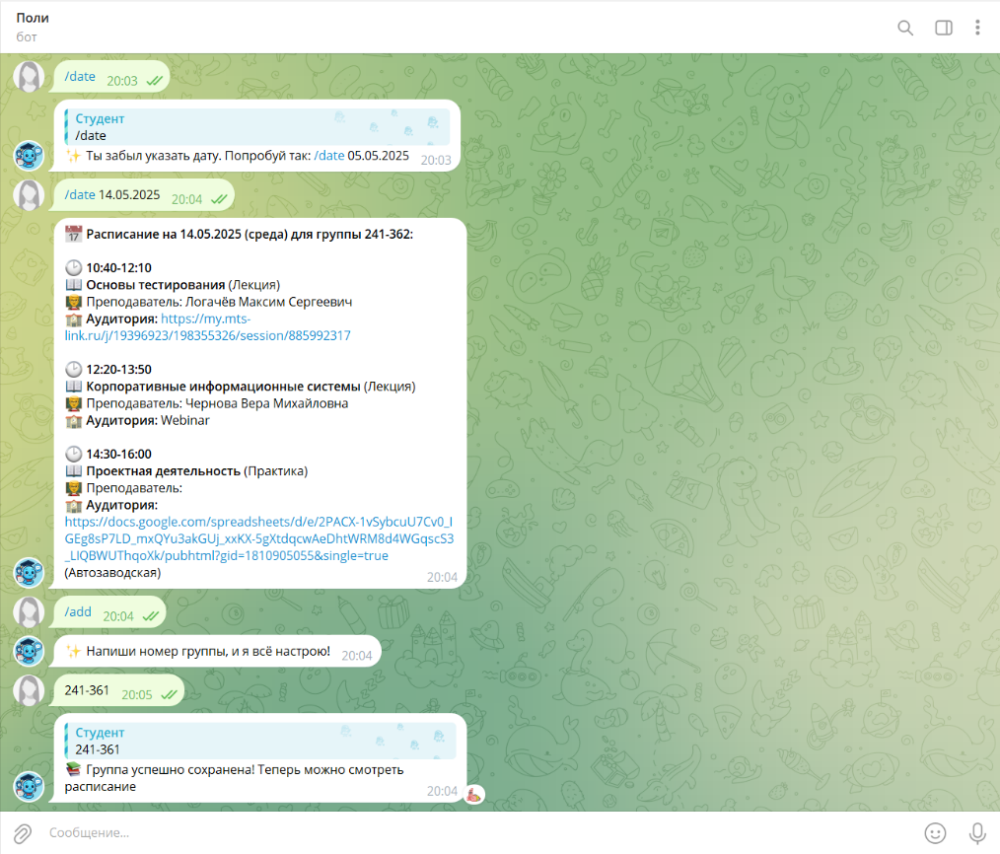 Поли
бот
/date 20:03
Студент
/date
Ты забыл указать дату. Попробуй так: /date 05.05.2025 20:03
/date 14.05.2025 20:04
17 Расписание на 14.05.2025 (среда) для группы 241-362:
10:40-12:10
Основы тестирования (Лекция)
Преподаватель: Логачёв Максим Сергеевич
Аудитория: https://my.mts-
link.ru/j/19396923/198355326/session/885992317
12:20-13:50
Корпоративные информационные системы (Лекция)
Преподаватель: Чернова Вера Михайловна
Аудитория: Webinar
14:30-16:00
Проектная деятельность (Практика)
Преподаватель:
Аудитория:
https://docs.google.com/spreadsheets/d/e/2PACX-1vSybcuU7Cv0_I
GEg8sP7LD_mxQYu3akGUj_xxKX-5gXtdqcwAeDhtWRM8d4WGqscS3
_LIQBWUThqoXk/pubhtml?gid=1810905055&single=true
(Автозаводская) 20:04
/add 20:04
Напиши номер группы, и я всё настрою! 20:04
241-361 20:05
Студент
241-361
Группа успешно сохранена! Теперь можно смотреть
расписание 20:04
Сообщение...